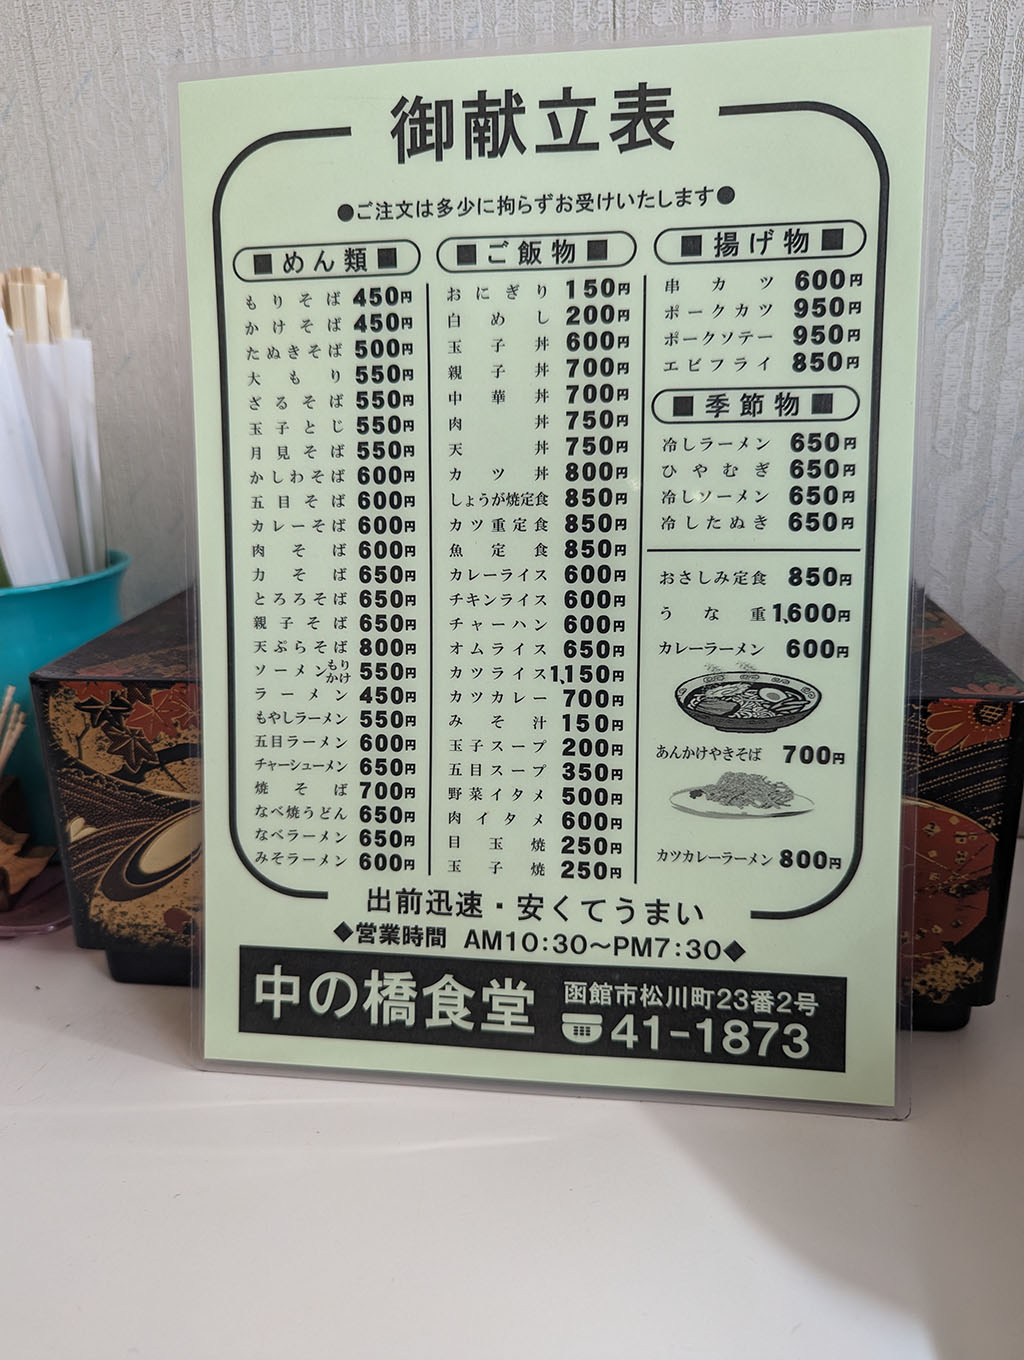 御献立表
●ご注文は多少に拘らずお受けいたします●
■めん類■
もりそば 450円
かけそば 450円
たぬきそば 500円
大もり 550円
ざるそば 550円
玉子とじ 550円
月見そば 550円
かしわそば 600円
五目そば 600円
カレーそば 600円
肉そば 600円
力そば 650円
とろろそば 650円
親子そば 650円
天ぷらそば 800円
ソーメンもりかけ 550円
ラーメン 450円
もやしラーメン 550円
五目ラーメン 600円
チャーシューメン 650円
焼そば 700円
なべ焼うどん 650円
なべラーメン 650円
みそラーメン 600円
■ご飯物■
おにぎり 150円
白めし 200円
玉子丼 600円
親子丼 700円
中華丼 700円
肉丼 750円
天丼 750円
カツ丼 800円
しょうが焼定食 850円
カツ重定食 850円
魚定食 850円
カレーライス 600円
チキンライス 600円
チャーハン 600円
オムライス 650円
カツライス 1,150円
カツカレー 700円
みそ汁 150円
玉子スープ 200円
五目スープ 350円
野菜イタメ 500円
肉イタメ 600円
目玉焼 250円
玉子焼 250円
■揚げ物■
串カツ 600円
ポークカツ 950円
ポークソテー 950円
エビフライ 850円
■季節物■
冷しラーメン 650円
ひやむぎ 650円
冷しソーメン 650円
冷したぬき 650円
おさしみ定食 850円
うな重 1,600円
カレーラーメン 600円
あんかけやきそば 700円
カツカレーラーメン 800円
出前迅速・安くてうまい
◆営業時間 AM10:30〜PM7:30◆
中の橋食堂
函館市松川町23番2号
41-1873